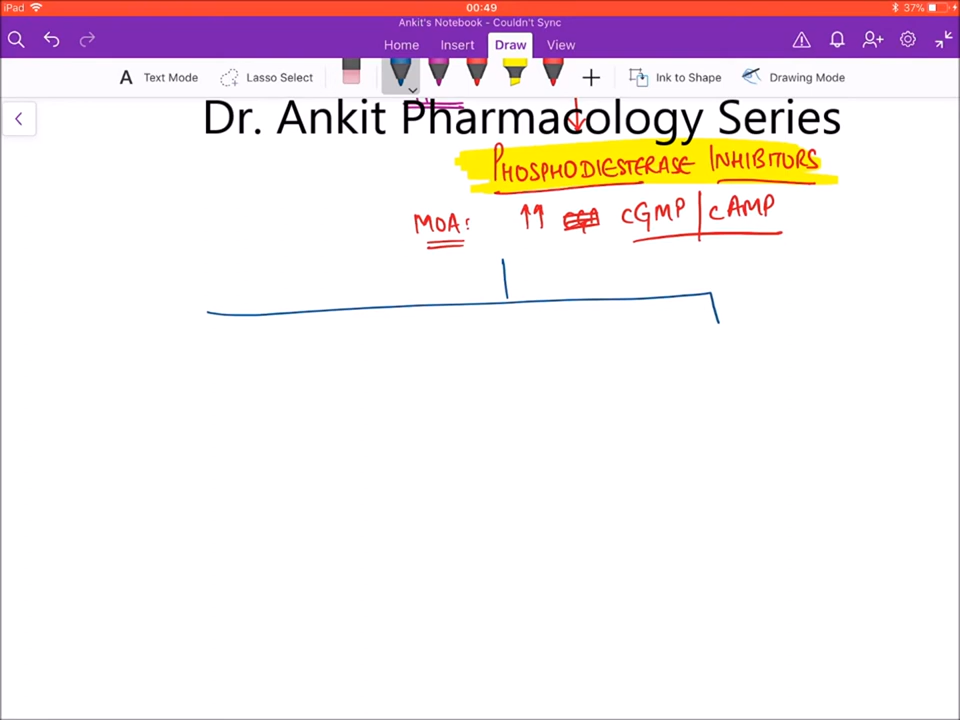 iPad 00:49 37%
Ankit's Notebook - Couldn't Sync
Home Insert Draw View
A Text Mode Lasso Select Ink to Shape Drawing Mode
Dr. Ankit Pharmacology Series
PHOSPHODIESTERASE INHIBITORS
MOA: ↑↑ cGMP | cAMP